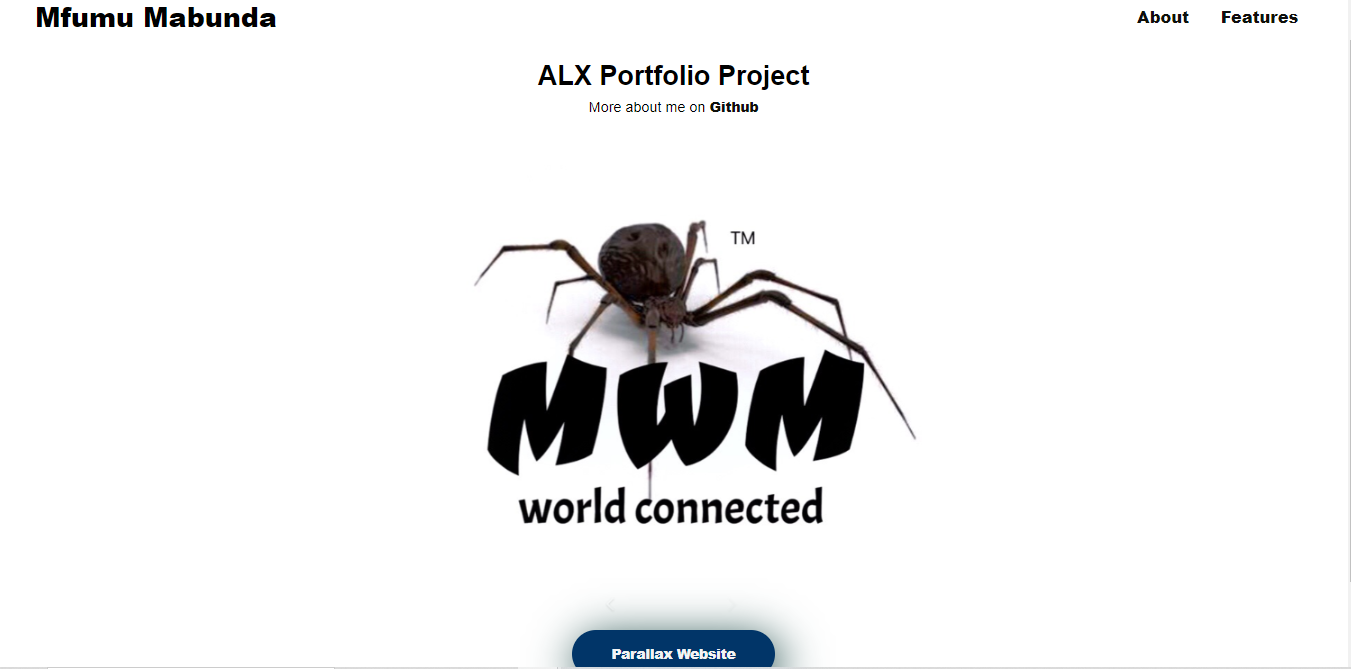 Mfumu Mabunda
About Features
ALX Portfolio Project
More about me on Github
TM
MWM
world connected
Parallax Website